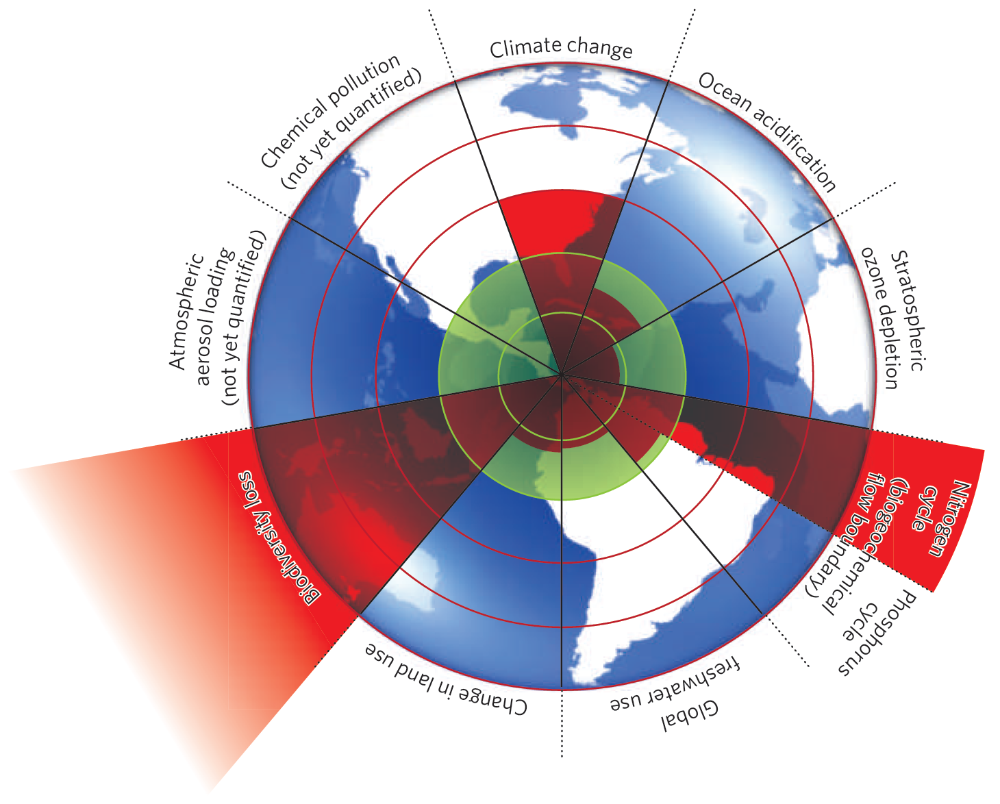 Climate change
Ocean acidification
Stratospheric
ozone depletion
Nitrogen
cycle
(biogeochemical
flow boundary)
Phosphorus
cycle
Global
freshwater use
Change in land use
Biodiversity loss
Atmospheric
aerosol loading
(not yet quantified)
Chemical pollution
(not yet quantified)